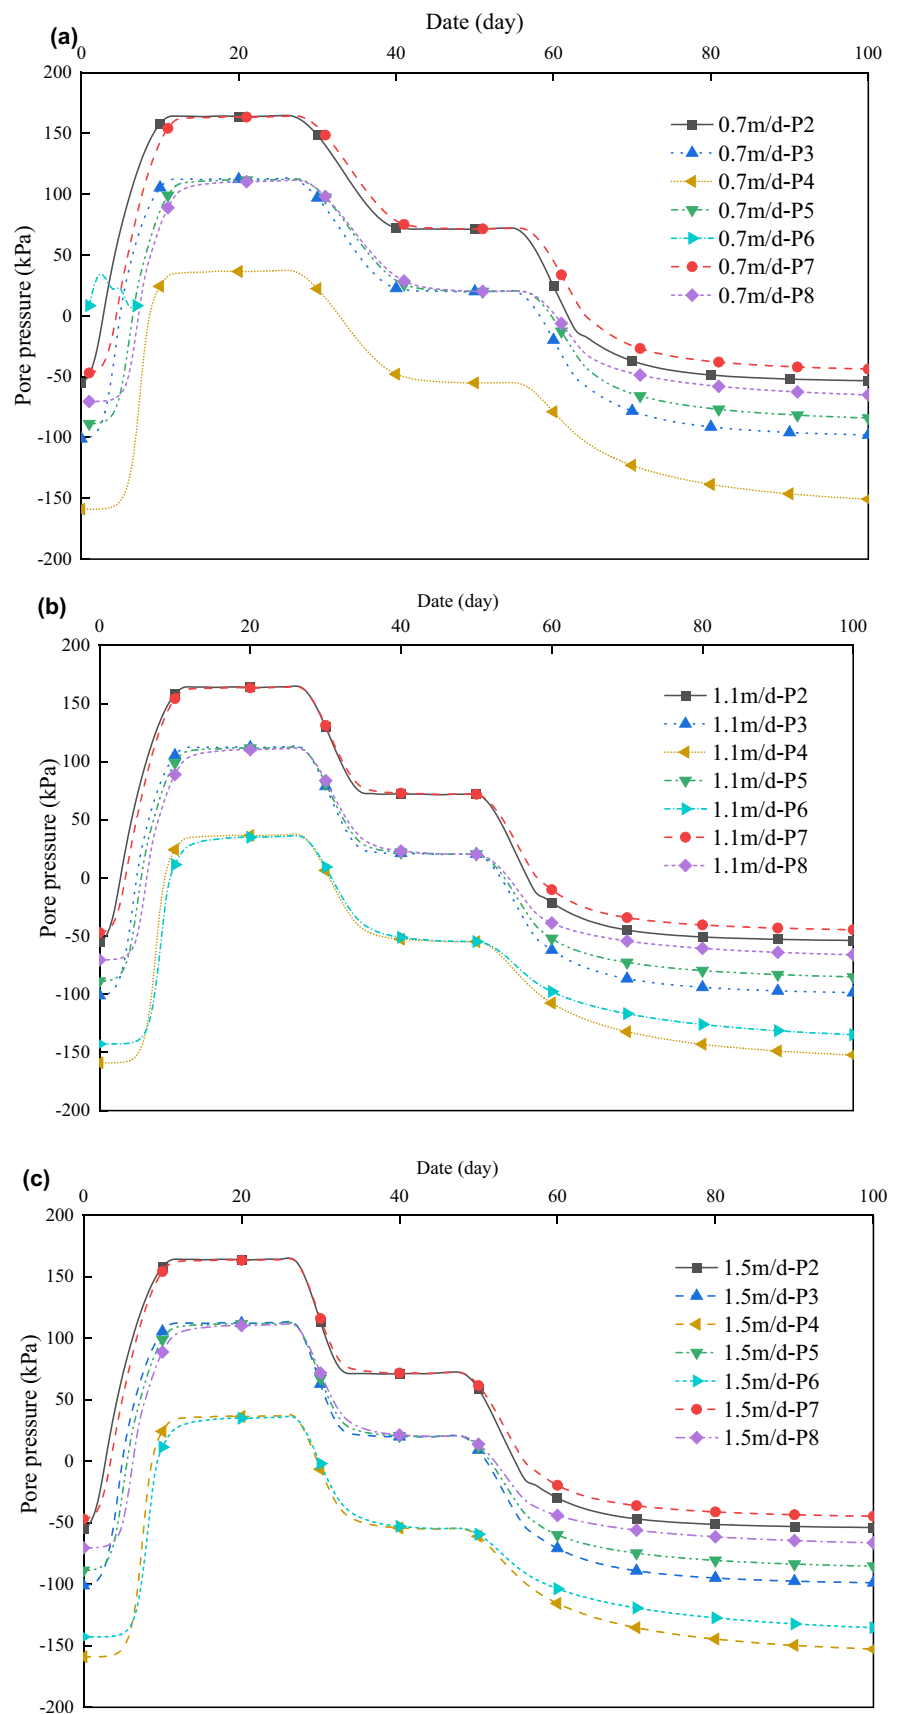 (a)
Date (day)
0 20 40 60 80 100
200
150
100
50
0
-50
-100
-150
-200
Pore pressure (kPa)
0.7m/d-P2
0.7m/d-P3
0.7m/d-P4
0.7m/d-P5
0.7m/d-P6
0.7m/d-P7
0.7m/d-P8
(b)
Date (day)
0 20 40 60 80 100
200
150
100
50
0
-50
-100
-150
-200
Pore pressure (kPa)
1.1m/d-P2
1.1m/d-P3
1.1m/d-P4
1.1m/d-P5
1.1m/d-P6
1.1m/d-P7
1.1m/d-P8
(c)
Date (day)
0 20 40 60 80 100
200
150
100
50
0
-50
-100
-150
-200
Pore pressure (kPa)
1.5m/d-P2
1.5m/d-P3
1.5m/d-P4
1.5m/d-P5
1.5m/d-P6
1.5m/d-P7
1.5m/d-P8